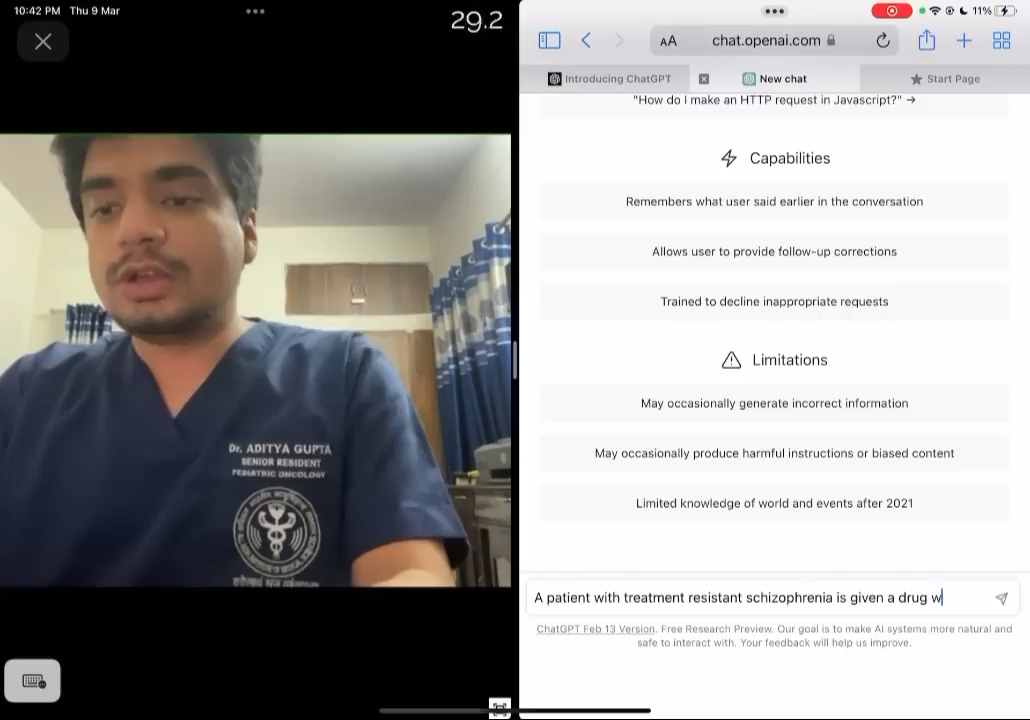 10:42 PM Thu 9 Mar
29.2
11%
AA chat.openai.com
Introducing ChatGPT
New chat
Start Page
"How do I make an HTTP request in Javascript?" →
Capabilities
Remembers what user said earlier in the conversation
Allows user to provide follow-up corrections
Trained to decline inappropriate requests
Limitations
May occasionally generate incorrect information
May occasionally produce harmful instructions or biased content
Limited knowledge of world and events after 2021
A patient with treatment resistant schizophrenia is given a drug w
ChatGPT Feb 13 Version. Free Research Preview. Our goal is to make AI systems more natural and
safe to interact with. Your feedback will help us improve.
Dr. ADITYA GUPTA
SENIOR RESIDENT
PEDIATRIC ONCOLOGY